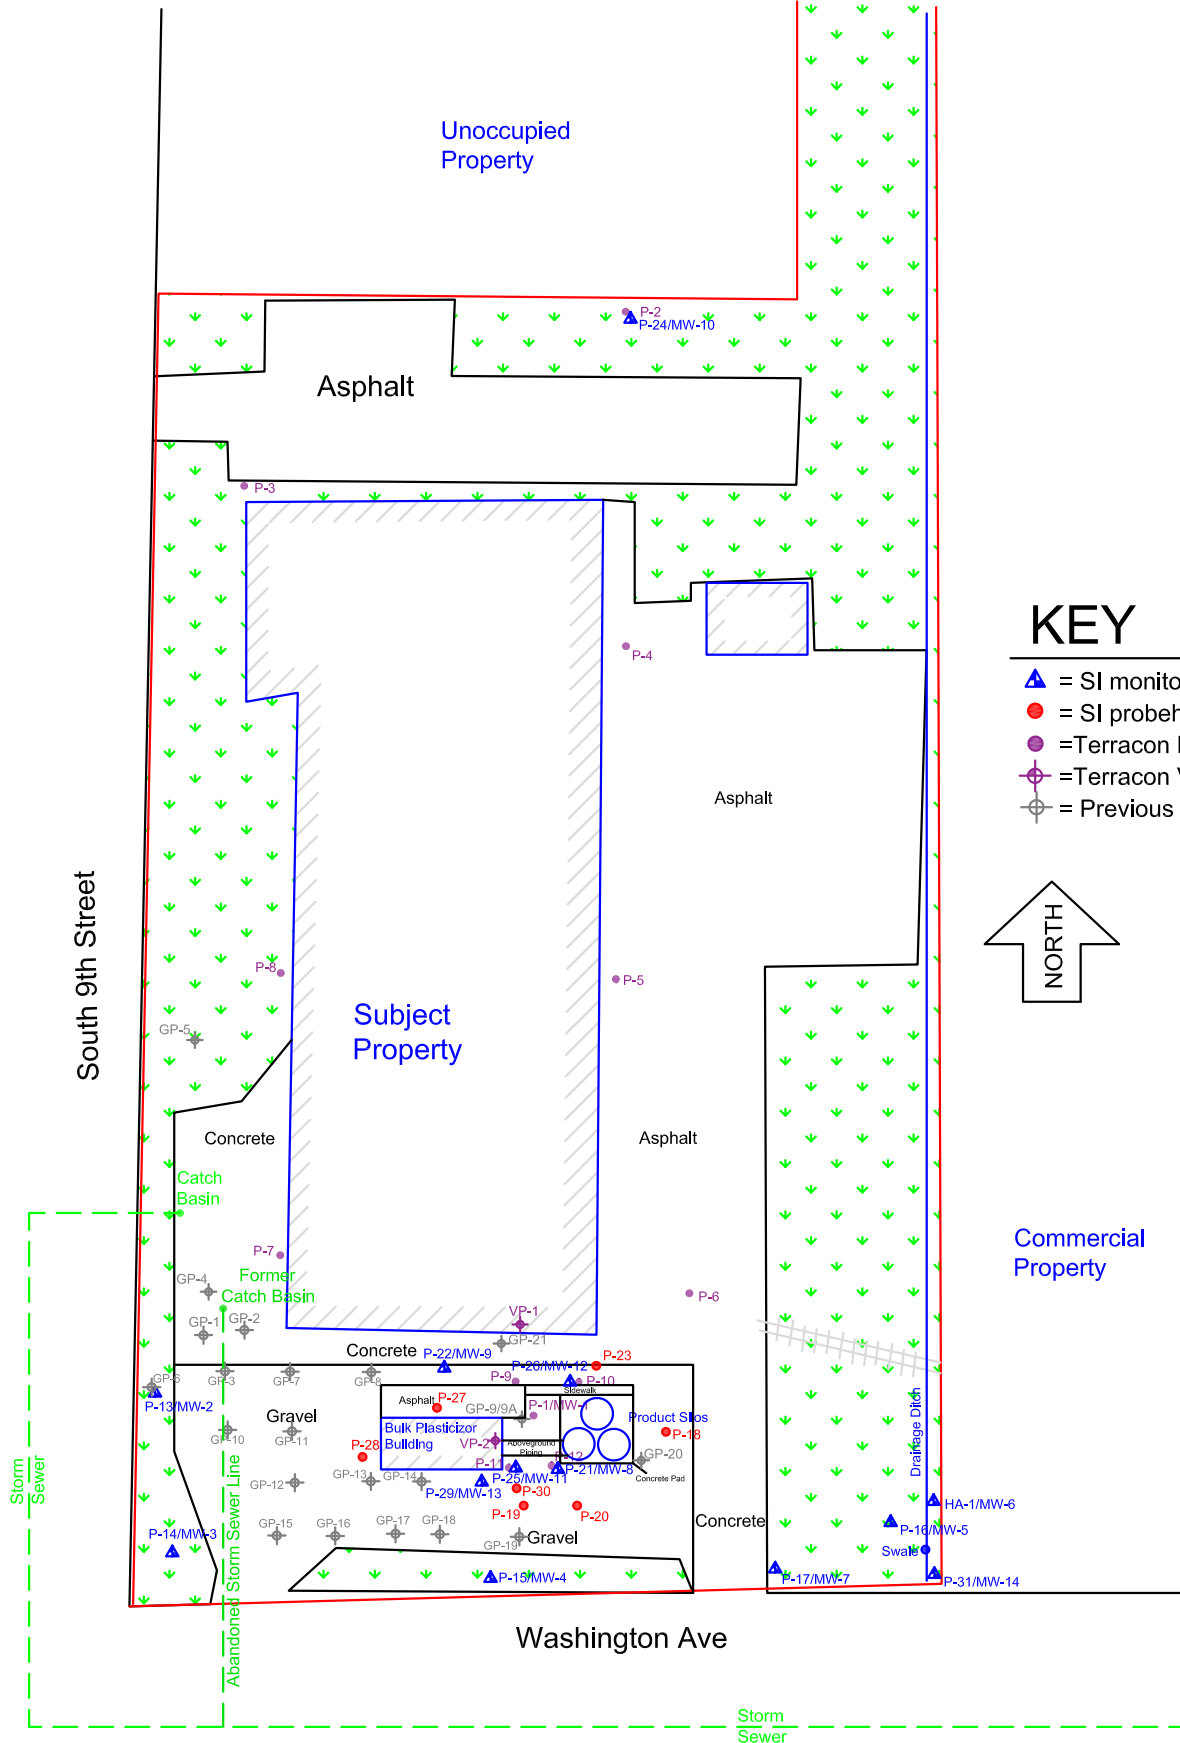 Unoccupied
Property
P-2
P-24/MW-10
Asphalt
P-3
KEY
P-4
= SI monito
= SI probeh
=Terracon
=Terracon
= Previous
Asphalt
NORTH
South 9th Street
P-8
P-5
Subject
Property
GP-5
Concrete
Asphalt
Catch
Basin
Commercial
Property
P-7
Former
Catch Basin
GP-4
P-6
VP-1
GP-1
GP-2
GP-21
Concrete
P-22/MW-9
P-26/MW-12
P-23
GP-3
GP-7
GP-8
P-9
P-10
GP-6
P-13/MW-2
Sidewalk
Asphalt
P-27
GP-9/9A
P-1/MW-1
Gravel
Product Silos
P-18
Bulk Plasticizor
Building
GP-10
GP-11
VP-2
Aboveground
Piping
P-28
P-12
GP-20
P-11
P-21/MW-8
Concrete Pad
GP-12
GP-13
GP-14
P-25/MW-11
P-29/MW-13
P-30
Drainage Ditch
Storm
Sewer
Abandoned Storm Sewer Line
HA-1/MW-6
P-19
P-20
P-14/MW-3
GP-15
GP-16
GP-17
GP-18
GP-19
Gravel
Concrete
P-16/MW-5
Swale
P-15/MW-4
P-17/MW-7
P-31/MW-14
Washington Ave
Storm
Sewer